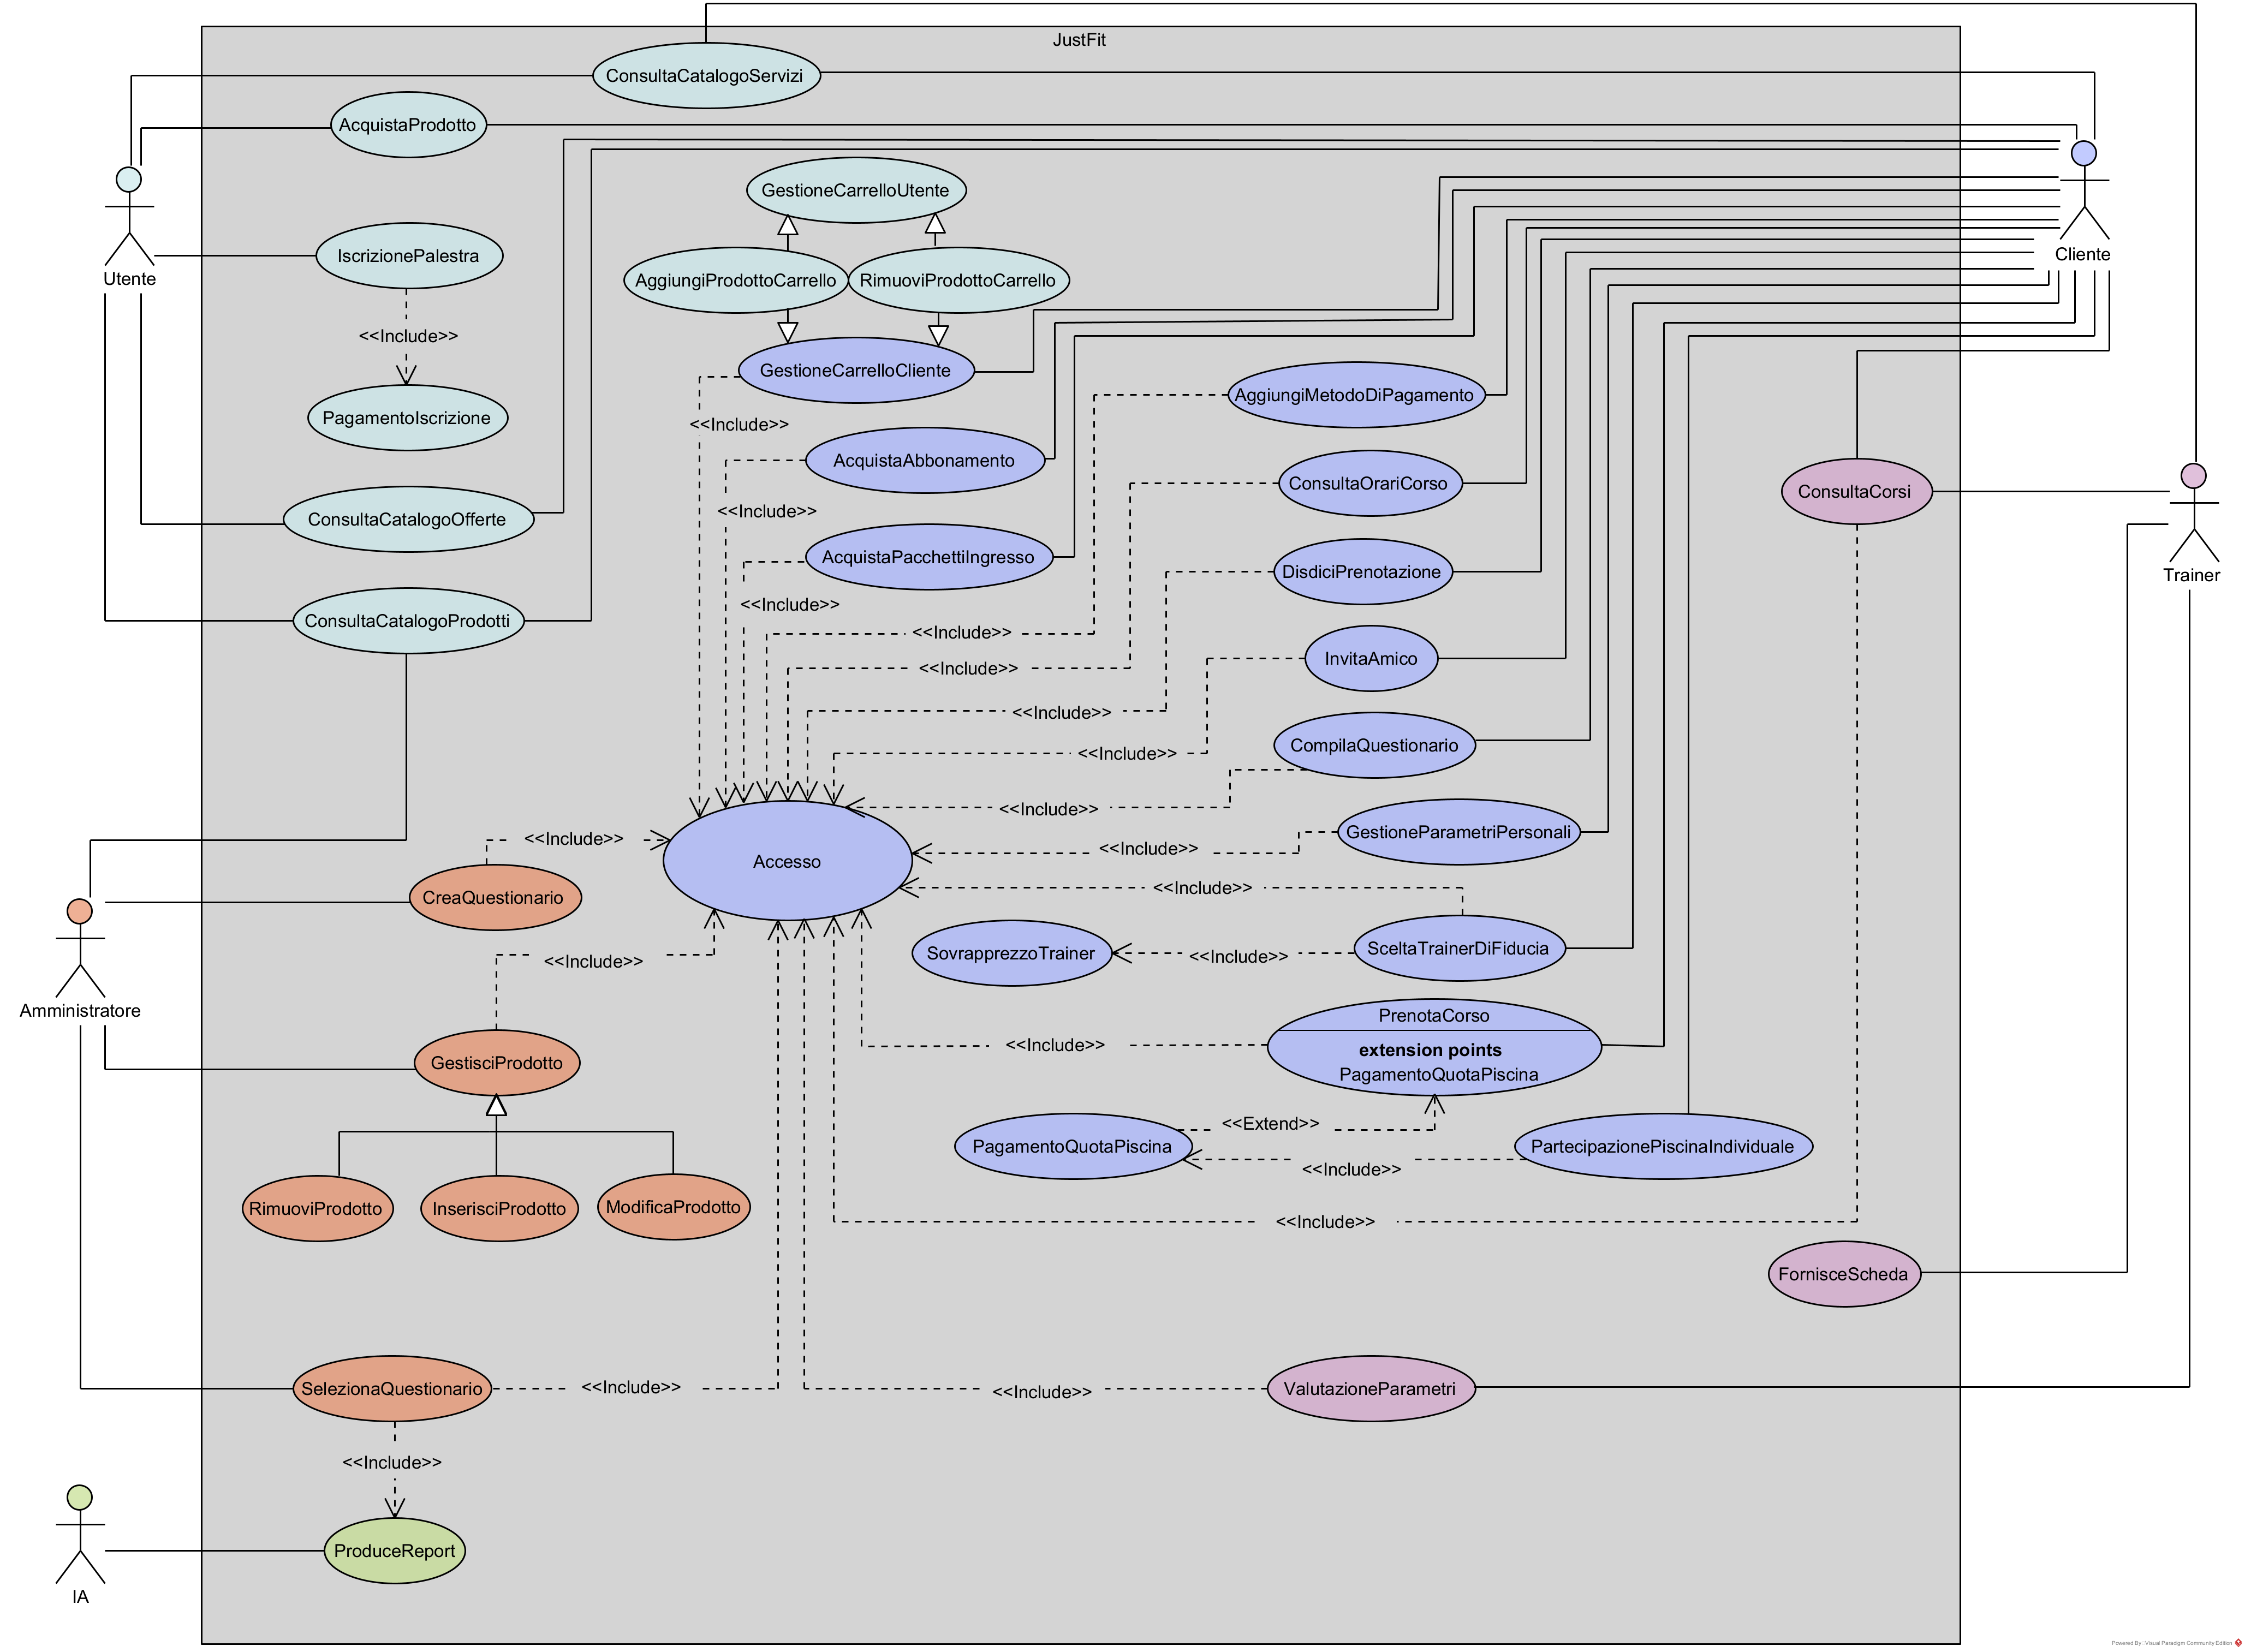 JustFit
ConsultaCatalogoServizi
AcquistaProdotto
GestioneCarrelloUtente
IscrizionePalestra
Utente
Cliente
AggiungiProdottoCarrello
RimuoviProdottoCarrello
<<Include>>
GestioneCarrelloCliente
AggiungiMetodoDiPagamento
PagamentoIscrizione
<<Include>>
AcquistaAbbonamento
ConsultaOrariCorso
ConsultaCorsi
<<Include>>
ConsultaCatalogoOfferte
AcquistaPacchettiIngresso
DisdiciPrenotazione
Trainer
<<Include>>
ConsultaCatalogoProdotti
<<Include>>
<<Include>>
InvitaAmico
<<Include>>
CompilaQuestionario
<<Include>>
<<Include>>
<<Include>>
GestioneParametriPersonali
<<Include>>
Accesso
<<Include>>
CreaQuestionario
SovrapprezzoTrainer
<<Include>>
SceltaTrainerDiFiducia
<<Include>>
Amministratore
PrenotaCorso
<<Include>>
extension points
PagamentoQuotaPiscina
GestisciProdotto
<<Extend>>
PagamentoQuotaPiscina
PartecipazionePiscinaIndividuale
<<Include>>
RimuoviProdotto
InserisciProdotto
ModificaProdotto
<<Include>>
FornisceScheda
SelezionaQuestionario
<<Include>>
<<Include>>
ValutazioneParametri
<<Include>>
ProduceReport
IA
Powered By: Visual Paradigm Community Edition